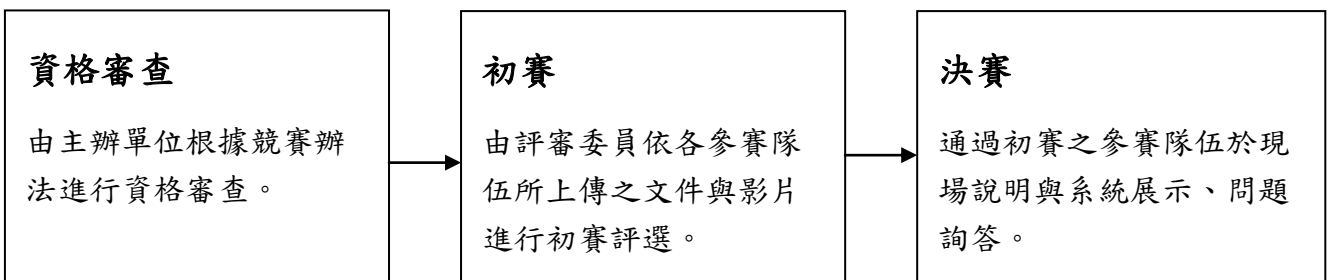 資格審查
由主辦單位根據競賽辦
法進行資格審查。
初賽
由評審委員依各參賽隊
伍所上傳之文件與影片
進行初賽評選。
決賽
通過初賽之參賽隊伍於現
場說明與系統展示、問題
詢答。